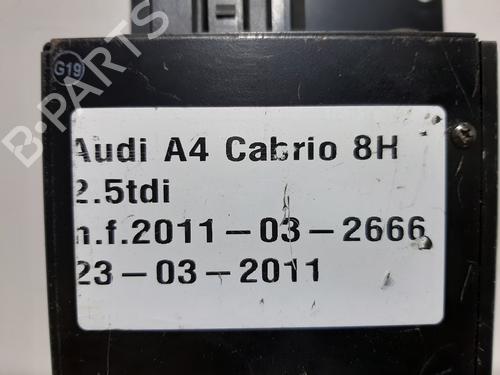 G19
B-PARTS
Audi A4 Cabrio 8H
2.5tdi
n.f.2011-03-2666
23-03-2011